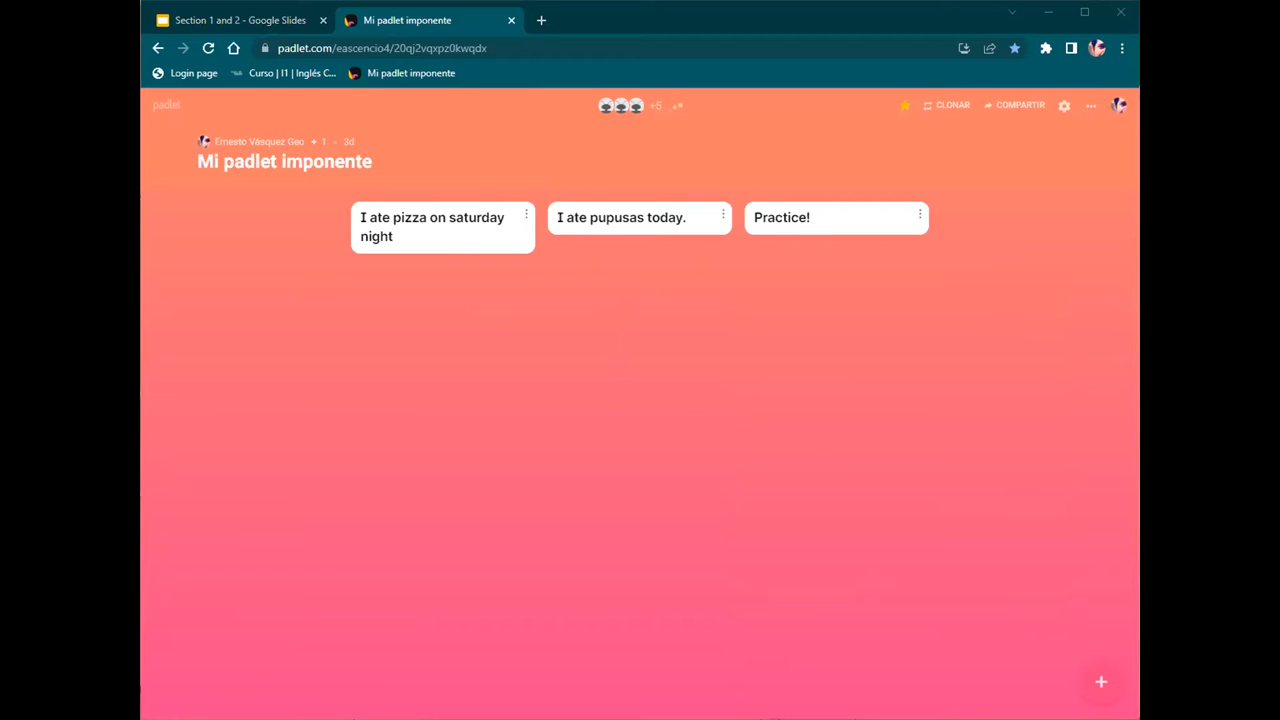 Section 1 and 2 - Google Slides
Mi padlet imponente
padlet.com/eascencio4/20qj2vqxpz0kwqdx
Login page
Curso | I1 | Inglés C...
Mi padlet imponente
padlet
+5
CLONAR
COMPARTIR
Ernesto Vásquez Geo + 1 · 3d
Mi padlet imponente
I ate pizza on saturday
night
I ate pupusas today.
Practice!